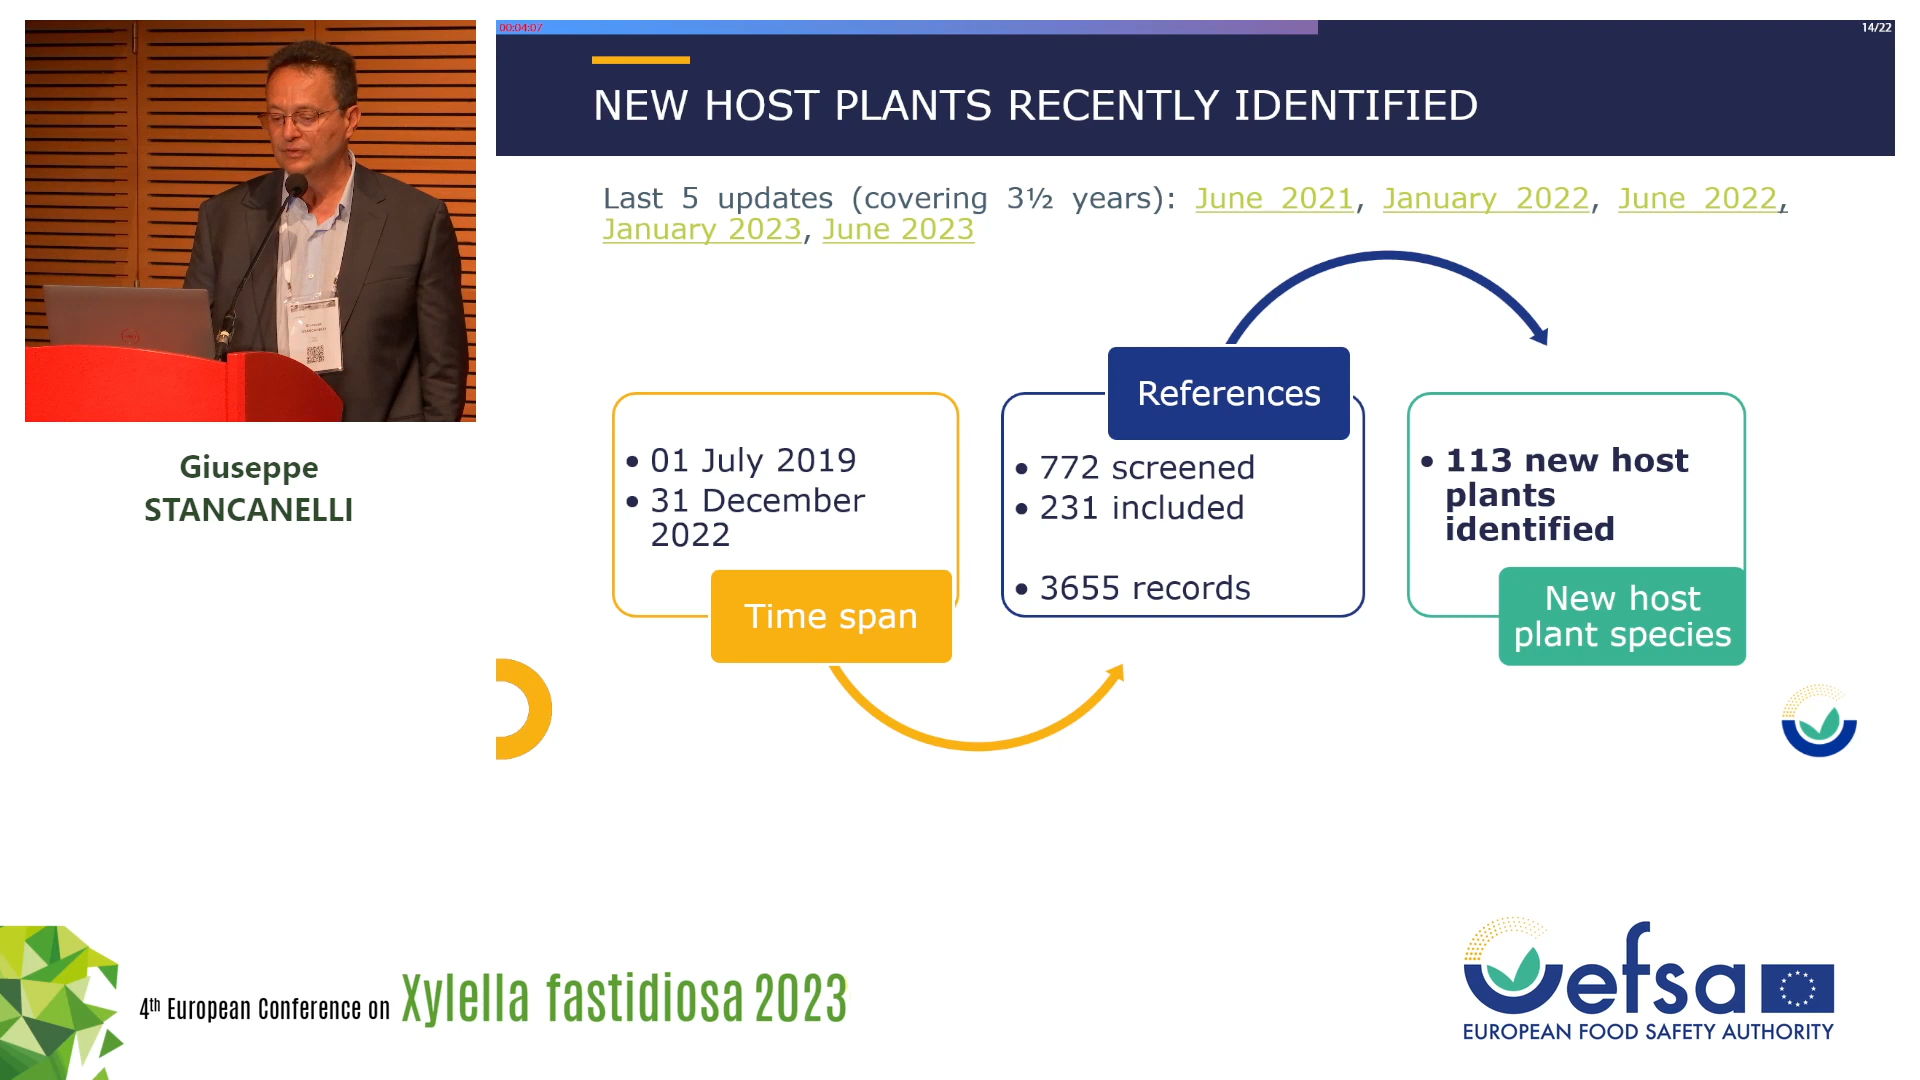 00:04:07
14/22
NEW HOST PLANTS RECENTLY IDENTIFIED
Last 5 updates (covering 3½ years): June 2021, January 2022, June 2022,
January 2023, June 2023
• 01 July 2019
• 31 December
2022
Time span
References
• 772 screened
• 231 included
• 3655 records
• 113 new host
plants
identified
New host
plant species
Giuseppe
STANCANELLI
4th European Conference on Xylella fastidiosa 2023
efsa
EUROPEAN FOOD SAFETY AUTHORITY